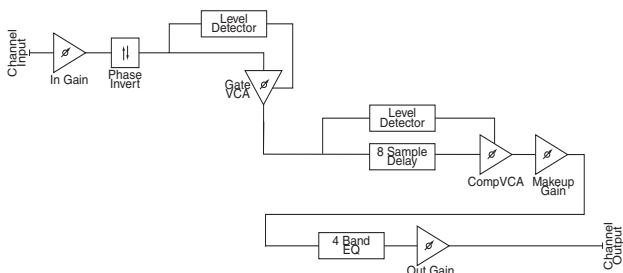 Channel
Input
In Gain
Phase
Invert
Level
Detector
Gate
VCA
Level
Detector
8 Sample
Delay
CompVCA
Makeup
Gain
4 Band
EQ
Out Gain
Channel
Output